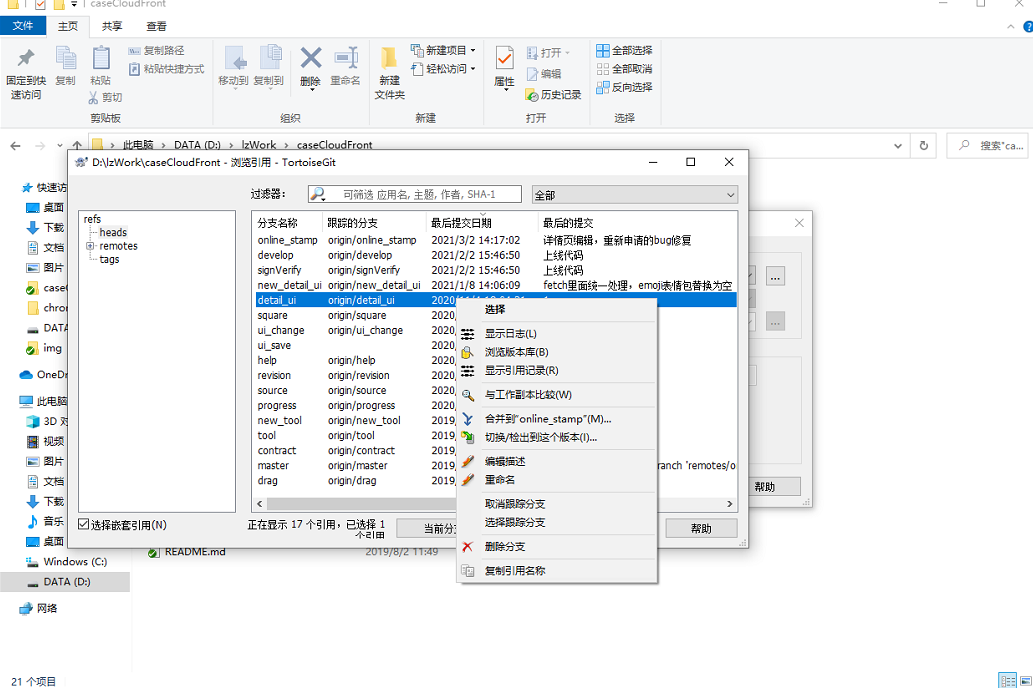 caseCloudFront
文件 主页 共享 查看
固定到快速访问
复制
粘贴
复制路径
粘贴快捷方式
剪切
剪贴板
移动到 复制到 删除 重命名
组织
新建文件夹
新建项目
轻松访问
新建
属性
打开
编辑
历史记录
打开
全部选择
全部取消
反向选择
选择
此电脑 DATA (D:) lzWork caseCloudFront
搜索"ca...
快速访
桌面
下载
文档
图片
case
chror
DATA
img
OneDr
此电脑
3D 对
视频
图片
文档
下载
音乐
桌面
Windows (C:)
DATA (D:)
网络
D:\lzWork\caseCloudFront - 浏览引用 - TortoiseGit
过滤器: 可筛选 应用名, 主题, 作者, SHA-1 全部
refs
heads
remotes
tags
分支名称 跟踪的分支 最后提交日期 最后的提交
online_stamp origin/online_stamp 2021/3/2 14:17:02 详情页编辑，重新申请的bug修复
develop origin/develop 2021/2/2 15:46:50 上线代码
signVerify origin/signVerify 2021/2/2 15:46:50 上线代码
new_detail_ui origin/new_detail_ui 2021/1/8 14:06:09 fetch里面统一处理，emoji表情包替换为空
detail_ui origin/detail_ui
square origin/square 2020,
ui_change origin/ui_change 2020,
ui_save 2020,
help origin/help 2020,
revision origin/revision 2020,
source origin/source 2020,
progress origin/progress 2020,
new_tool origin/new_tool 2019,
tool origin/tool 2019,
contract origin/contract 2019,
master origin/master 2019, ranch 'remotes/o
drag origin/drag 2019,
选择
显示日志(L)
浏览版本库(B)
显示引用记录(R)
与工作副本比较(W)
合并到"online_stamp"(M)...
切换/检出到这个版本(I)...
编辑描述
重命名
取消跟踪分支
选择跟踪分支
删除分支
复制引用名称
选择嵌套引用(N)
正在显示 17 个引用，已选择 1
个引用
当前分
帮助
...
...
帮助
README.md 2019/8/2 11:49
21 个项目